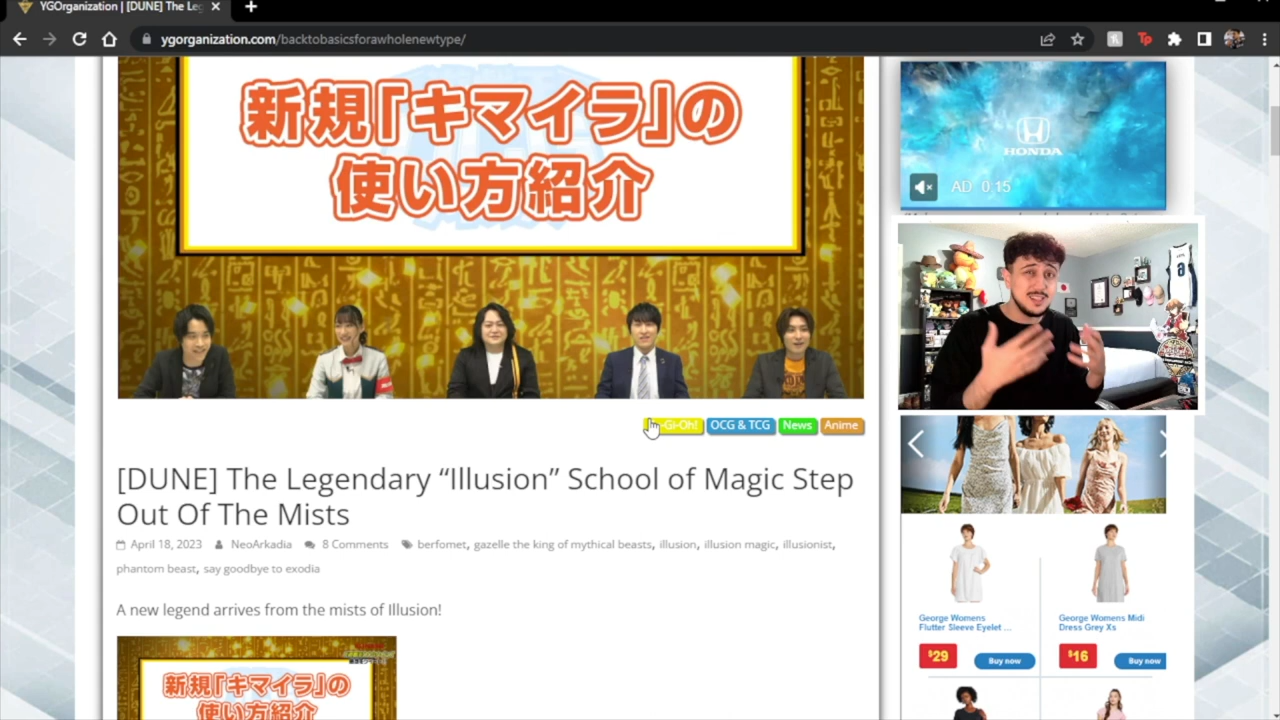 YGOrganization | [DUNE] The Leg
ygorganization.com/backtobasicsforawholenewtype/
新規「キマイラ」の
使い方紹介
HONDA
AD 0:15
-Gi-Oh!
OCG & TCG
News
Anime
[DUNE] The Legendary “Illusion” School of Magic Step
Out Of The Mists
April 18, 2023 NeoArkadia 8 Comments berfomet, gazelle the king of mythical beasts, illusion, illusion magic, illusionist,
phantom beast, say goodbye to exodia
A new legend arrives from the mists of Illusion!
George Womens
Flutter Sleeve Eyelet ...
$29
Buy now
George Womens Midi
Dress Grey Xs
$16
Buy now
新規「キマイラ」の
使い方紹介